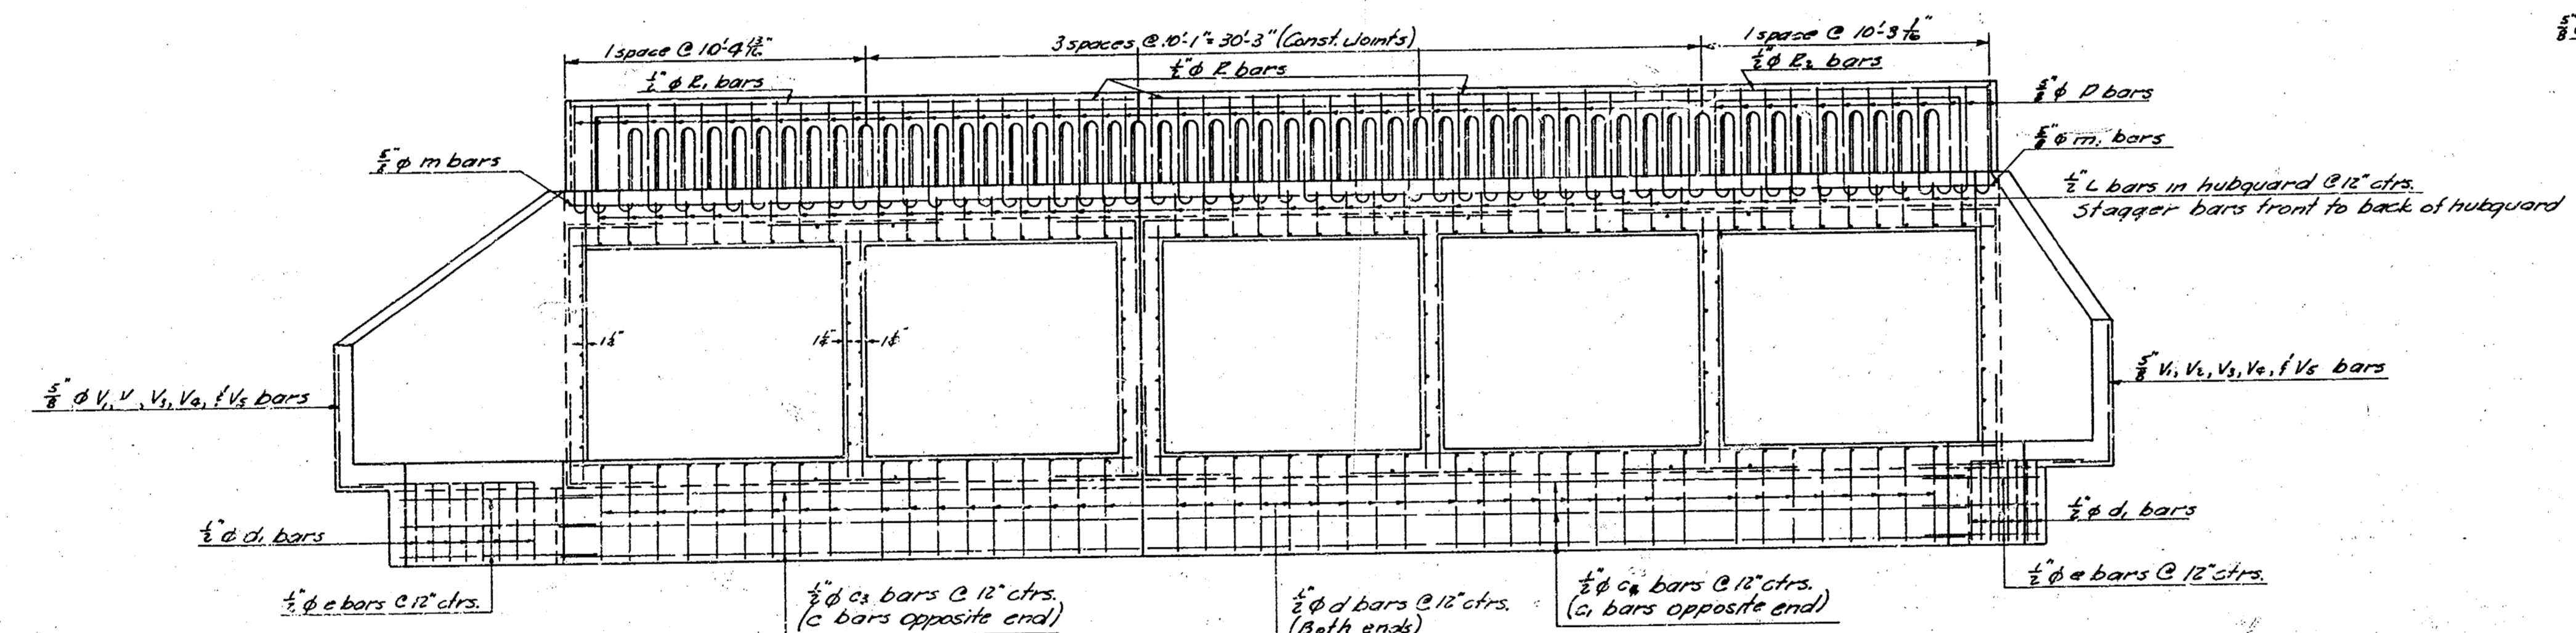 1 space @ 10'-4 13/16"
3 spaces @ 10'-1" = 30'-3" (Const. Joints)
1 space @ 10'-3 1/16"
5/8"
1/2" φ R1 bars
1/2" φ R bars
1/2" φ R2 bars
5/8" φ P bars
5/8" φ m bars
5/8" φ m1 bars
1/2" L bars in hubguard @ 12" ctrs.
Stagger bars front to back of hubguard
1 1/2"
1 1/2"
1 1/2"
5/8" φ V1, V , V3, V4, & V5 bars
5/8" V1, V2, V3, V4, & V5 bars
1/2" φ d1 bars
1/2" φ d1 bars
1/2" φ e bars @ 12" ctrs.
1/2" φ c3 bars @ 12" ctrs.
(c bars opposite end)
1/2" φ d bars @ 12" ctrs.
(Both ends)
1/2" φ c4 bars @ 12" ctrs.
(c1 bars opposite end)
1/2" φ e bars @ 12" ctrs.